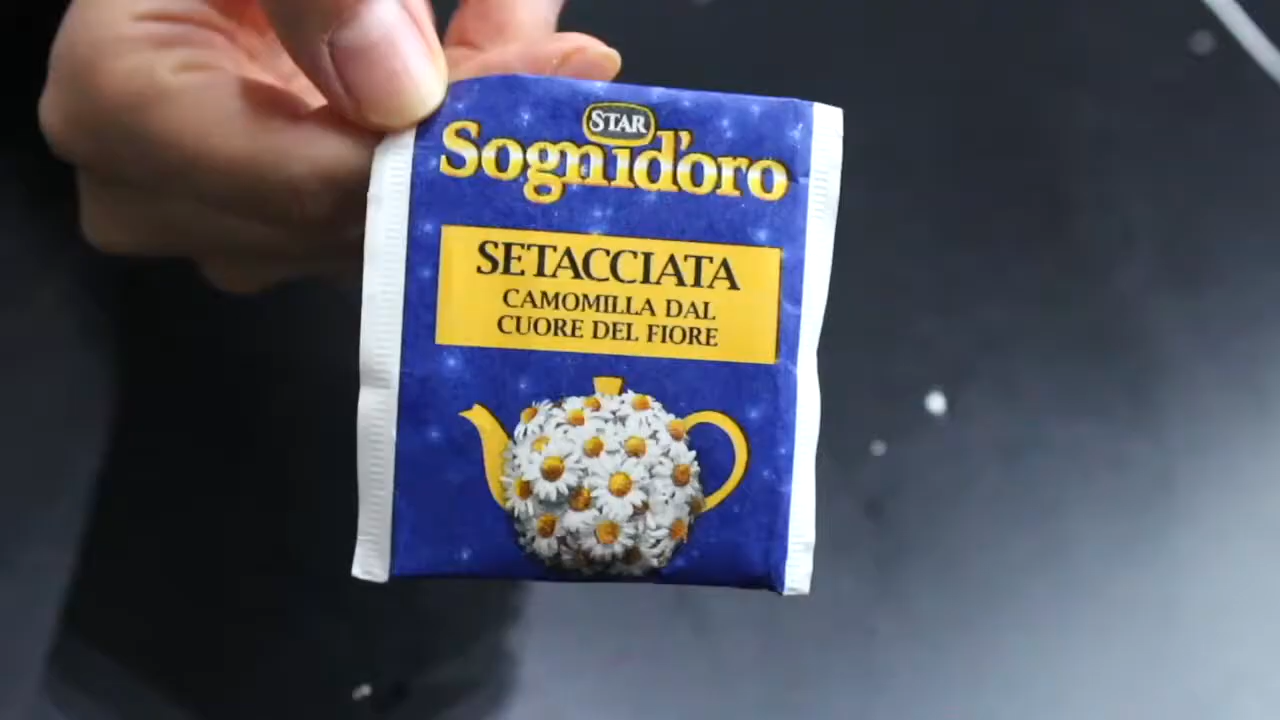 STAR
Sognid'oro
SETACCIATA
CAMOMILLA DAL
CUORE DEL FIORE